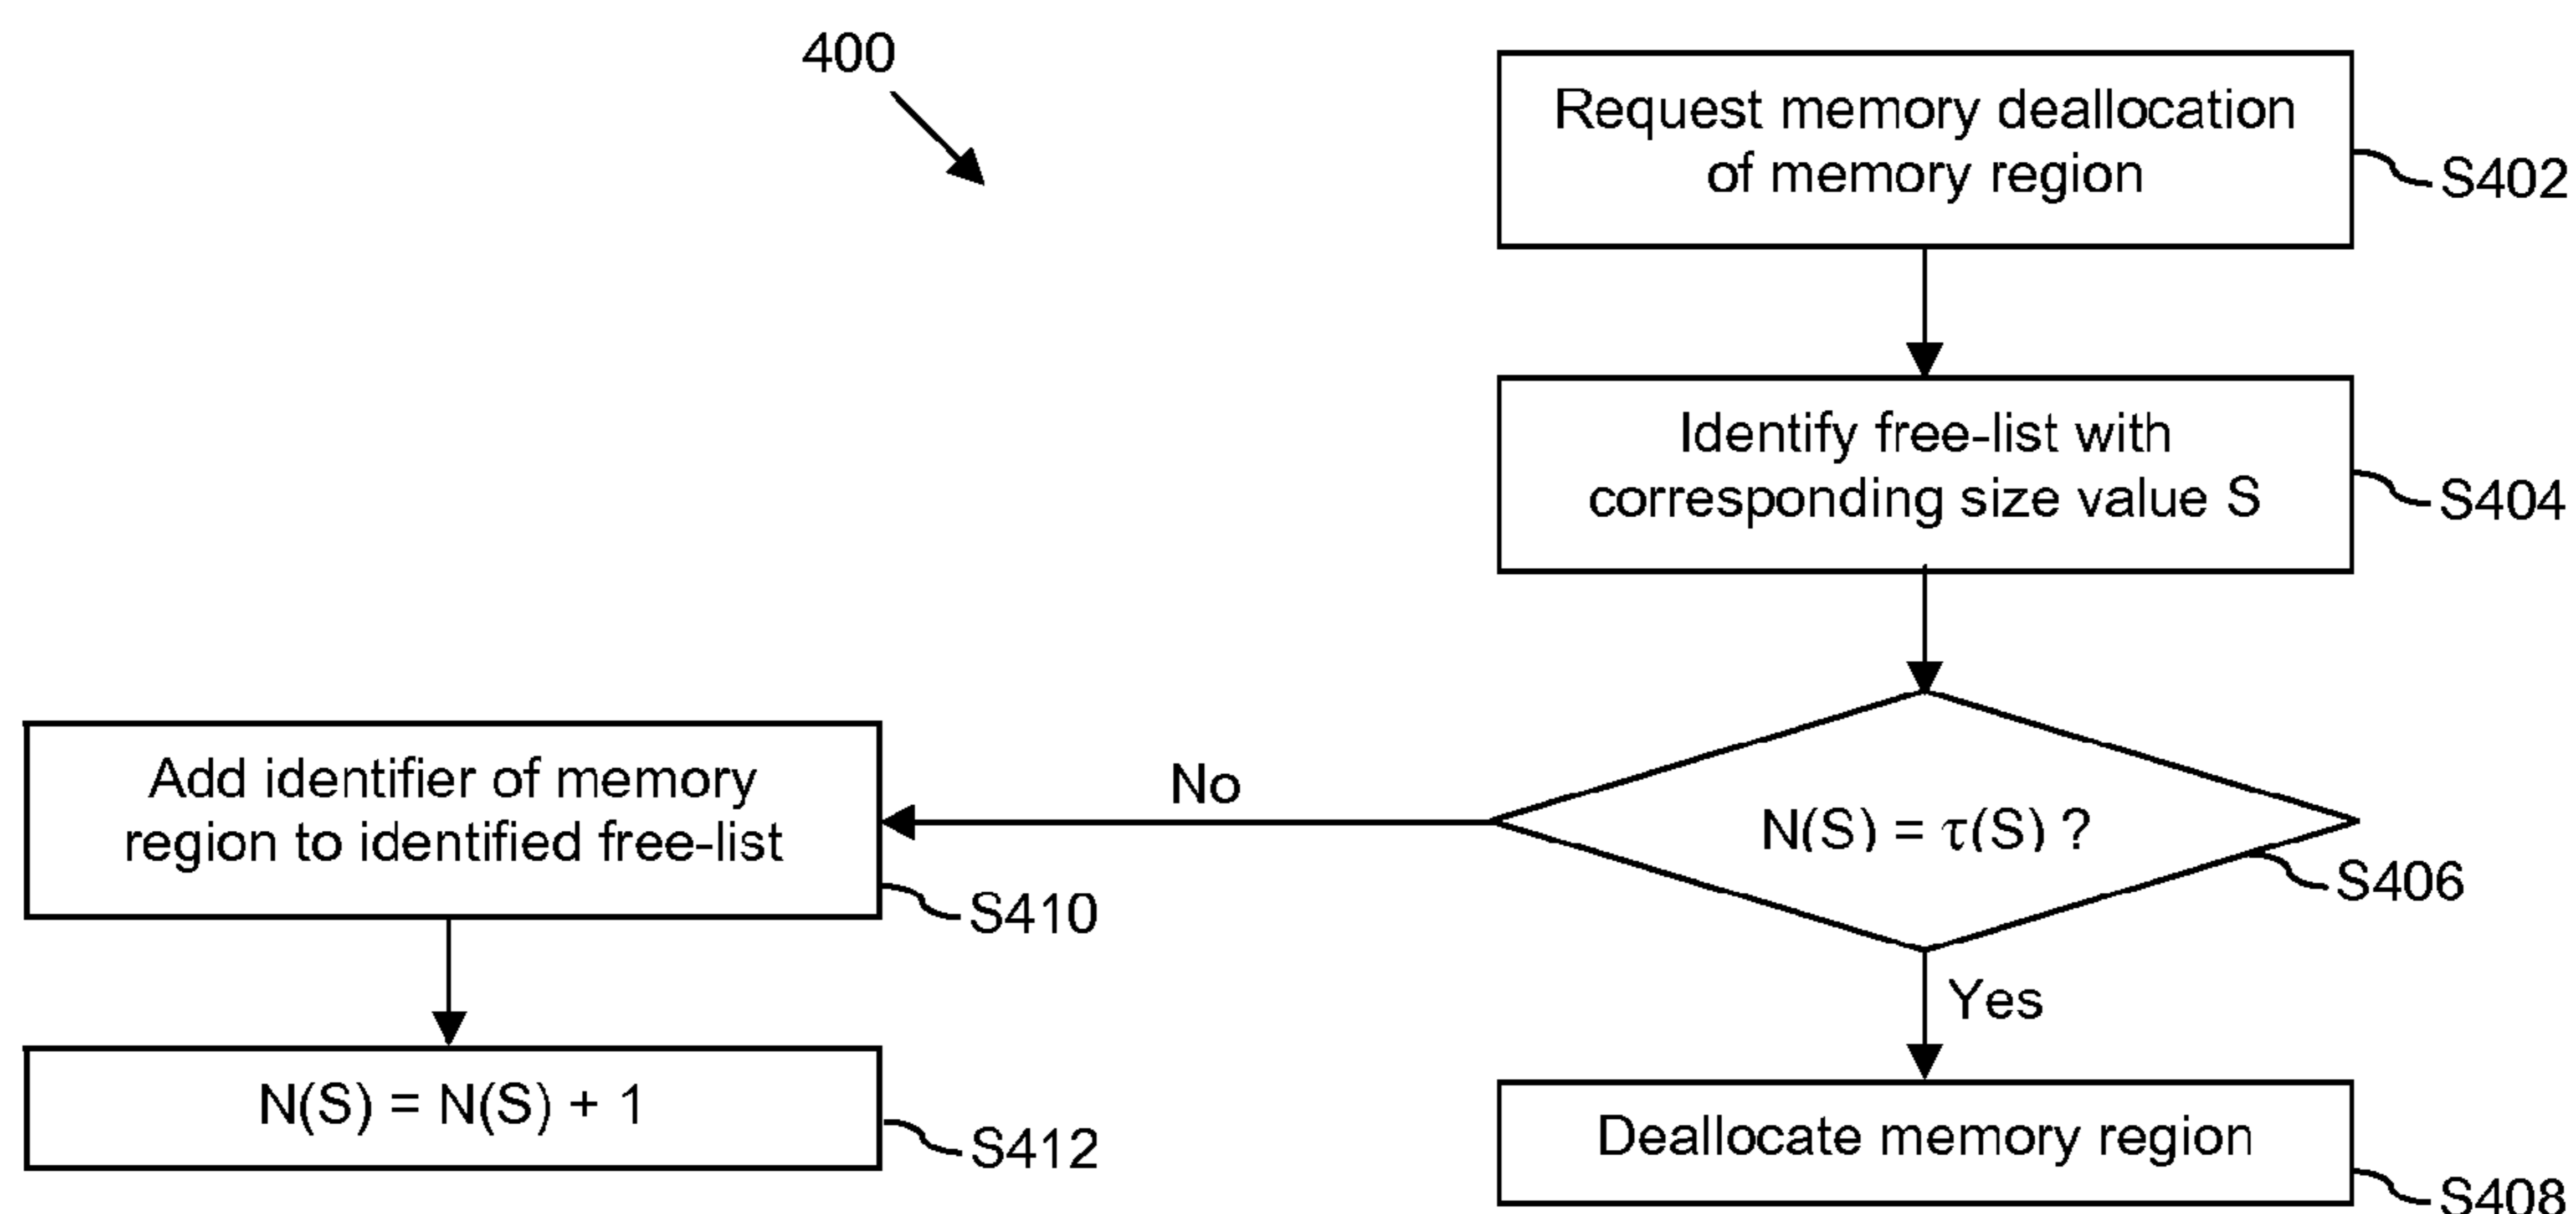 400
Request memory deallocation
of memory region
S402
Identify free-list with
corresponding size value S
S404
N(S) = τ(S) ?
S406
No
Yes
Add identifier of memory
region to identified free-list
S410
N(S) = N(S) + 1
S412
Deallocate memory region
S408